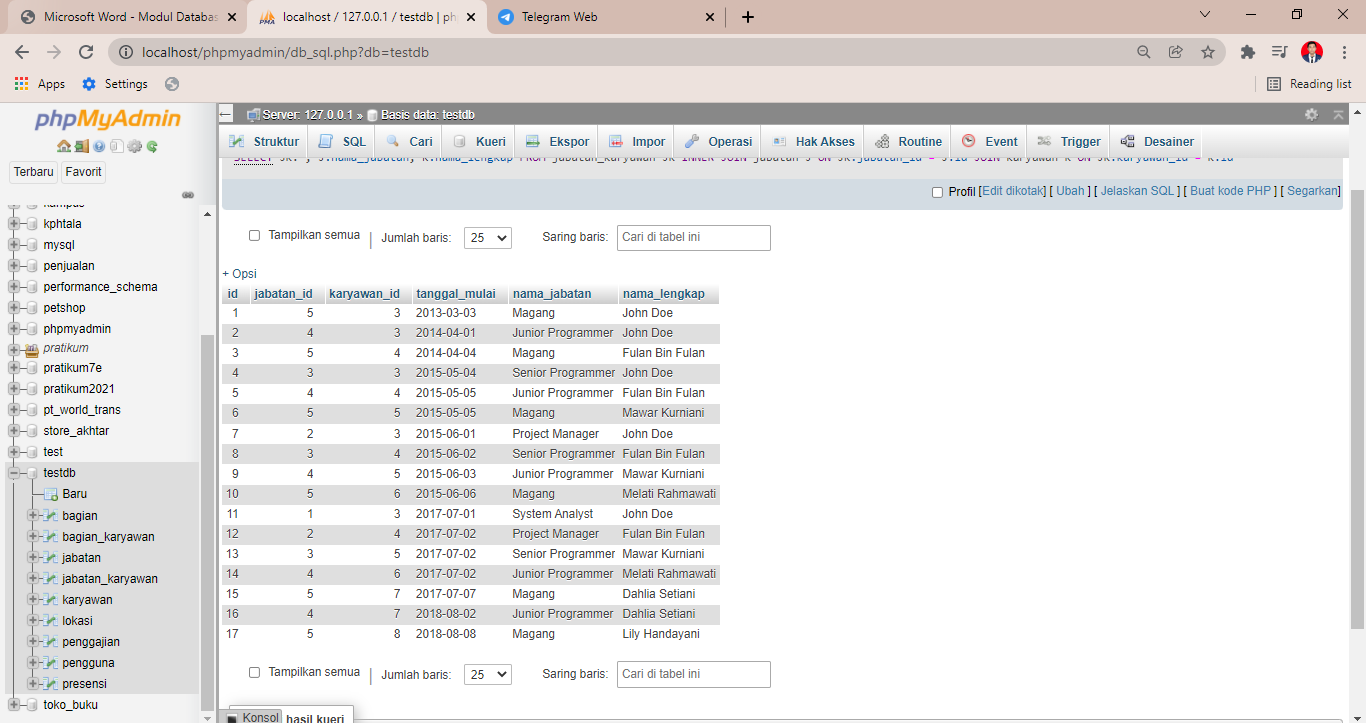 Microsoft Word - Modul Databas
localhost / 127.0.0.1 / testdb | ph
Telegram Web
localhost/phpmyadmin/db_sql.php?db=testdb
Apps Settings Reading list
phpMyAdmin
Terbaru Favorit
kphtala
mysql
penjualan
performance_schema
petshop
phpmyadmin
pratikum
pratikum7e
pratikum2021
pt_world_trans
store_akhtar
test
testdb
Baru
bagian
bagian_karyawan
jabatan
jabatan_karyawan
karyawan
lokasi
penggajian
pengguna
presensi
toko_buku
Server: 127.0.0.1 » Basis data: testdb
Struktur SQL Cari Kueri Ekspor Impor Operasi Hak Akses Routine Event Trigger Desainer
SELECT jk.*, j.nama_jabatan, k.nama_lengkap FROM jabatan_karyawan jk INNER JOIN jabatan j ON jk.jabatan_id = j.id JOIN karyawan k ON jk.karyawan_id = k.id
Profil [Edit dikotak] [ Ubah ] [ Jelaskan SQL ] [ Buat kode PHP ] [ Segarkan]
Tampilkan semua | Jumlah baris: 25 Saring baris: Cari di tabel ini
+ Opsi
id jabatan_id karyawan_id tanggal_mulai nama_jabatan nama_lengkap
1 5 3 2013-03-03 Magang John Doe
2 4 3 2014-04-01 Junior Programmer John Doe
3 5 4 2014-04-04 Magang Fulan Bin Fulan
4 3 3 2015-05-04 Senior Programmer John Doe
5 4 4 2015-05-05 Junior Programmer Fulan Bin Fulan
6 5 5 2015-05-05 Magang Mawar Kurniani
7 2 3 2015-06-01 Project Manager John Doe
8 3 4 2015-06-02 Senior Programmer Fulan Bin Fulan
9 4 5 2015-06-03 Junior Programmer Mawar Kurniani
10 5 6 2015-06-06 Magang Melati Rahmawati
11 1 3 2017-07-01 System Analyst John Doe
12 2 4 2017-07-02 Project Manager Fulan Bin Fulan
13 3 5 2017-07-02 Senior Programmer Mawar Kurniani
14 4 6 2017-07-02 Junior Programmer Melati Rahmawati
15 5 7 2017-07-07 Magang Dahlia Setiani
16 4 7 2018-08-02 Junior Programmer Dahlia Setiani
17 5 8 2018-08-08 Magang Lily Handayani
Tampilkan semua | Jumlah baris: 25 Saring baris: Cari di tabel ini
Konsol hasil kueri